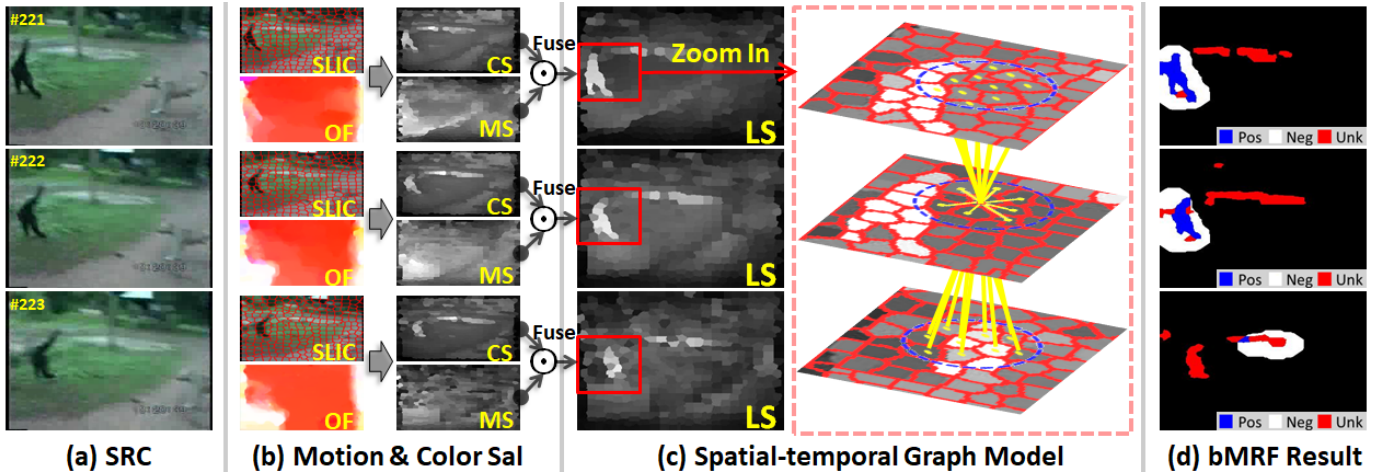 #221
SLIC
OF
CS
MS
Fuse
LS
Zoom In
Pos Neg Unk
#222
SLIC
OF
CS
MS
Fuse
LS
Pos Neg Unk
#223
SLIC
OF
CS
MS
Fuse
LS
Pos Neg Unk
(a) SRC
(b) Motion & Color Sal
(c) Spatial-temporal Graph Model
(d) bMRF Result